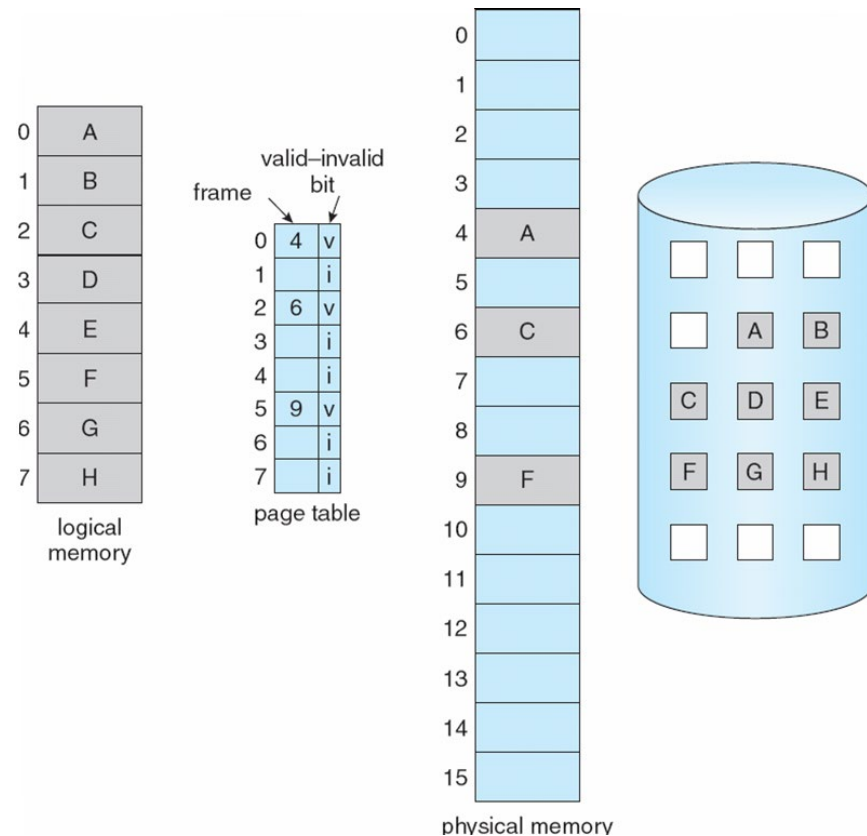 0 A
1 B
2 C
3 D
4 E
5 F
6 G
7 H
logical
memory
valid–invalid
bit
frame
0 4 v
1 i
2 6 v
3 i
4 i
5 9 v
6 i
7 i
page table
0
1
2
3
4 A
5
6 C
7
8
9 F
10
11
12
13
14
15
physical memory
A B
C D E
F G H